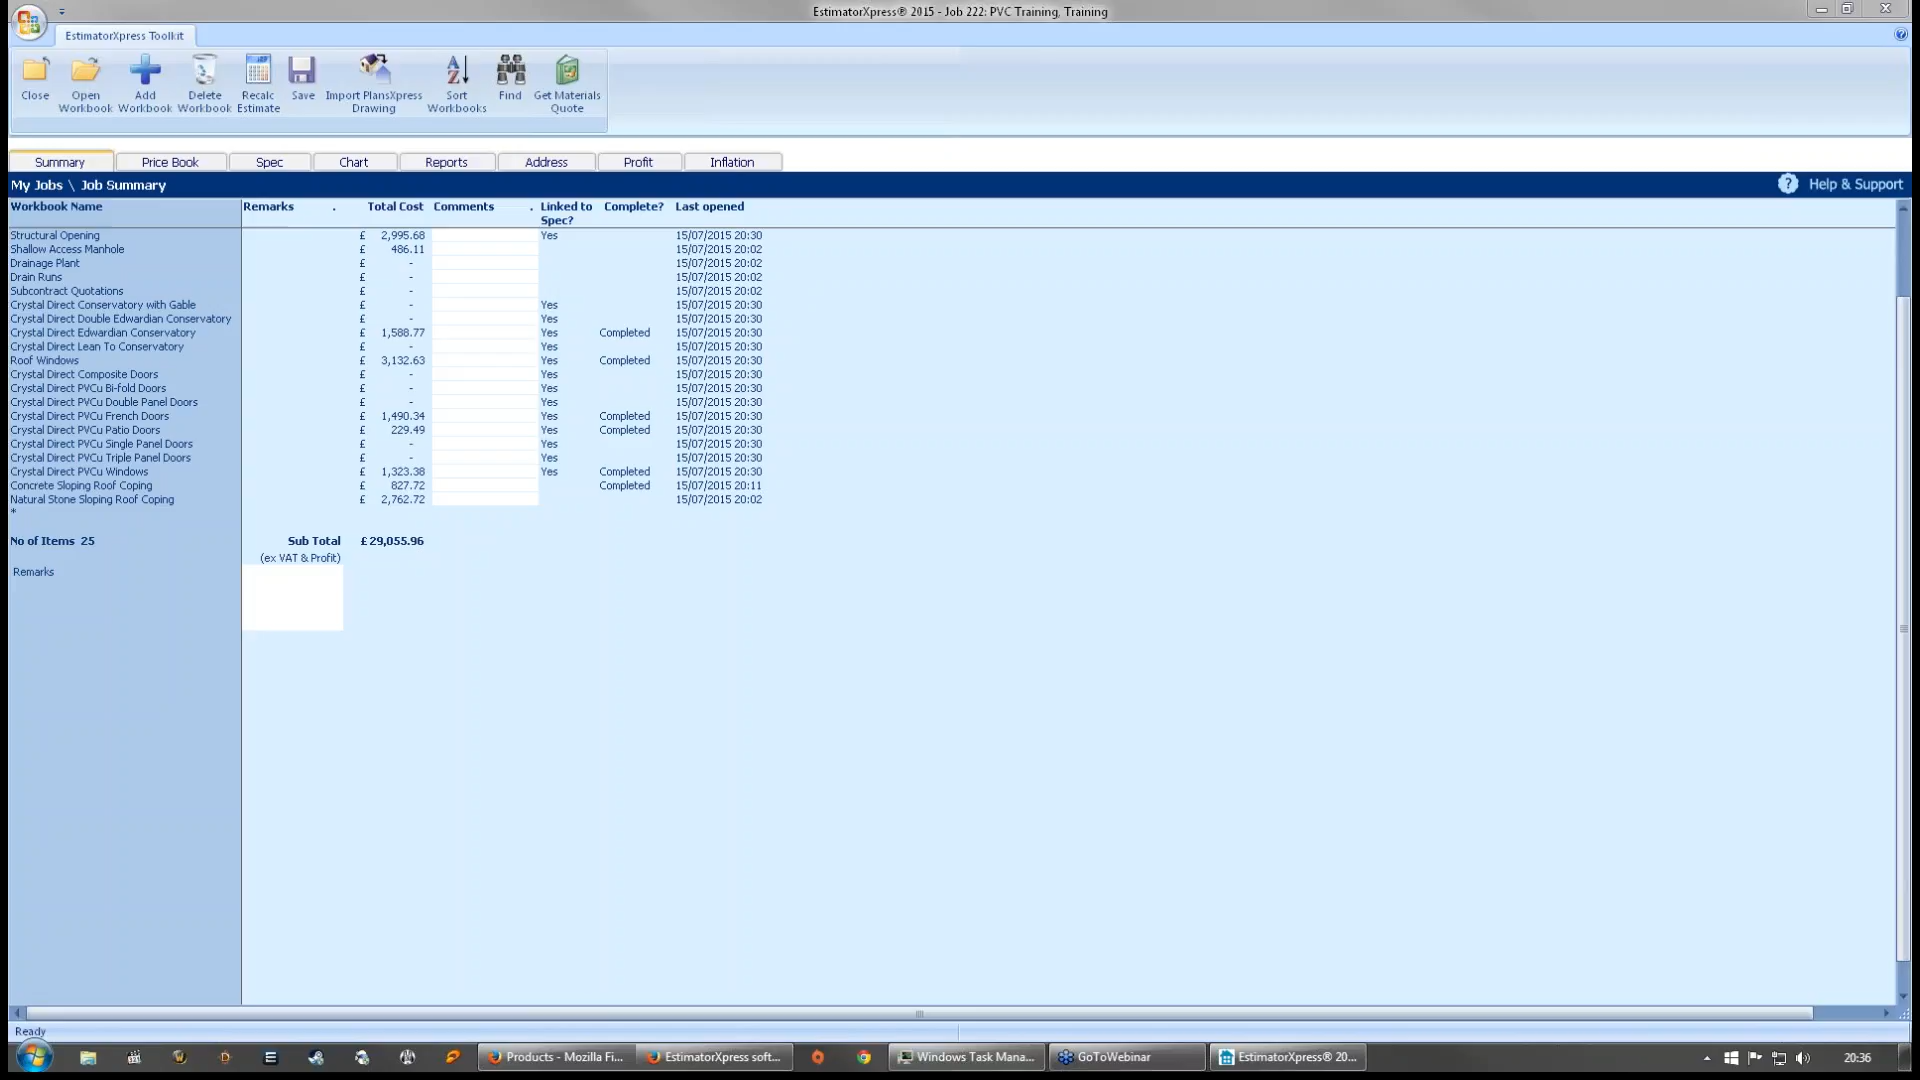 EstimatorXpress® 2015 - Job 222: PVC Training, Training
EstimatorXpress Toolkit
Close
Open Workbook
Add Workbook
Delete Workbook
Recalc Estimate
Save
Import PlansXpress Drawing
Sort Workbooks
Find
Get Materials Quote
Summary Price Book Spec Chart Reports Address Profit Inflation
My Jobs \ Job Summary ? Help & Support
Workbook Name Remarks . Total Cost Comments . Linked to Spec? Complete? Last opened
Structural Opening £ 2,995.68 Yes 15/07/2015 20:30
Shallow Access Manhole £ 486.11 15/07/2015 20:02
Drainage Plant £ - 15/07/2015 20:02
Drain Runs £ - 15/07/2015 20:02
Subcontract Quotations £ - 15/07/2015 20:02
Crystal Direct Conservatory with Gable £ - Yes 15/07/2015 20:30
Crystal Direct Double Edwardian Conservatory £ - Yes 15/07/2015 20:30
Crystal Direct Edwardian Conservatory £ 1,588.77 Yes Completed 15/07/2015 20:30
Crystal Direct Lean To Conservatory £ - Yes 15/07/2015 20:30
Roof Windows £ 3,132.63 Yes Completed 15/07/2015 20:30
Crystal Direct Composite Doors £ - Yes 15/07/2015 20:30
Crystal Direct PVCu Bi-fold Doors £ - Yes 15/07/2015 20:30
Crystal Direct PVCu Double Panel Doors £ - Yes 15/07/2015 20:30
Crystal Direct PVCu French Doors £ 1,490.34 Yes Completed 15/07/2015 20:30
Crystal Direct PVCu Patio Doors £ 229.49 Yes Completed 15/07/2015 20:30
Crystal Direct PVCu Single Panel Doors £ - Yes 15/07/2015 20:30
Crystal Direct PVCu Triple Panel Doors £ - Yes 15/07/2015 20:30
Crystal Direct PVCu Windows £ 1,323.38 Yes Completed 15/07/2015 20:30
Concrete Sloping Roof Coping £ 827.72 Completed 15/07/2015 20:11
Natural Stone Sloping Roof Coping £ 2,762.72 15/07/2015 20:02
*
No of Items 25 Sub Total £ 29,055.96
(ex VAT & Profit)
Remarks
Ready
Products - Mozilla Fi... EstimatorXpress soft... Windows Task Mana... GoToWebinar EstimatorXpress® 20... 20:36